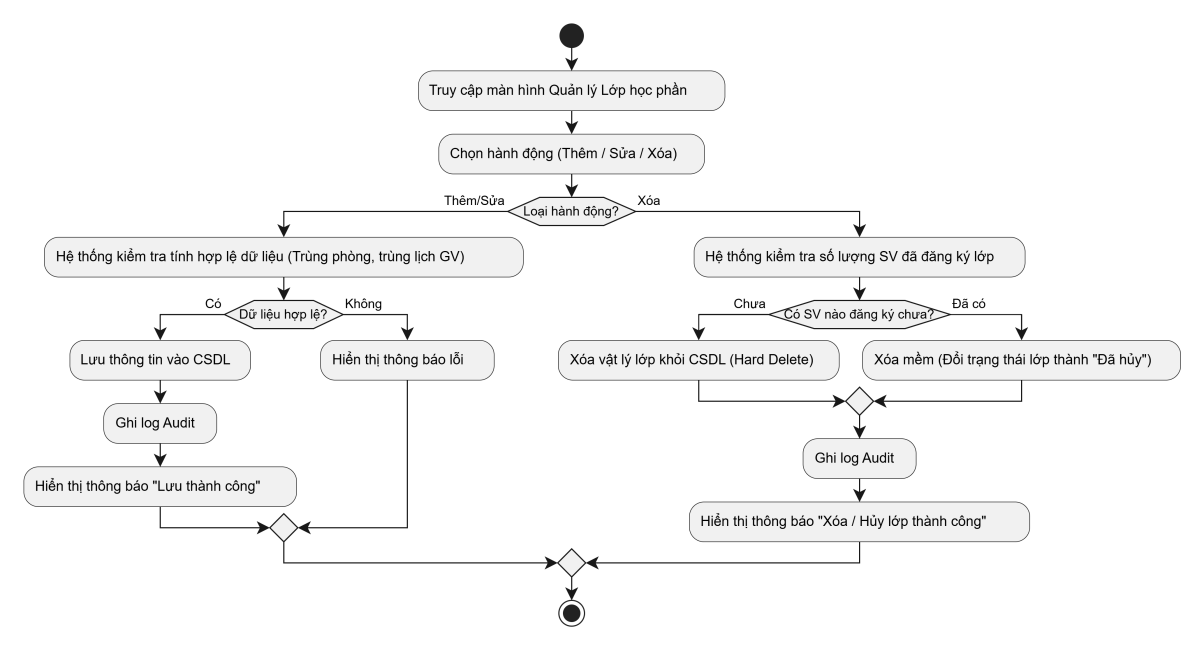 Truy cập màn hình Quản lý Lớp học phần
Chọn hành động (Thêm / Sửa / Xóa)
Thêm/Sửa
Loại hành động?
Xóa
Hệ thống kiểm tra tính hợp lệ dữ liệu (Trùng phòng, trùng lịch GV)
Có
Dữ liệu hợp lệ?
Không
Lưu thông tin vào CSDL
Hiển thị thông báo lỗi
Ghi log Audit
Hiển thị thông báo "Lưu thành công"
Hệ thống kiểm tra số lượng SV đã đăng ký lớp
Chưa
Có SV nào đăng ký chưa?
Đã có
Xóa vật lý lớp khỏi CSDL (Hard Delete)
Xóa mềm (Đổi trạng thái lớp thành "Đã hủy")
Ghi log Audit
Hiển thị thông báo "Xóa / Hủy lớp thành công"